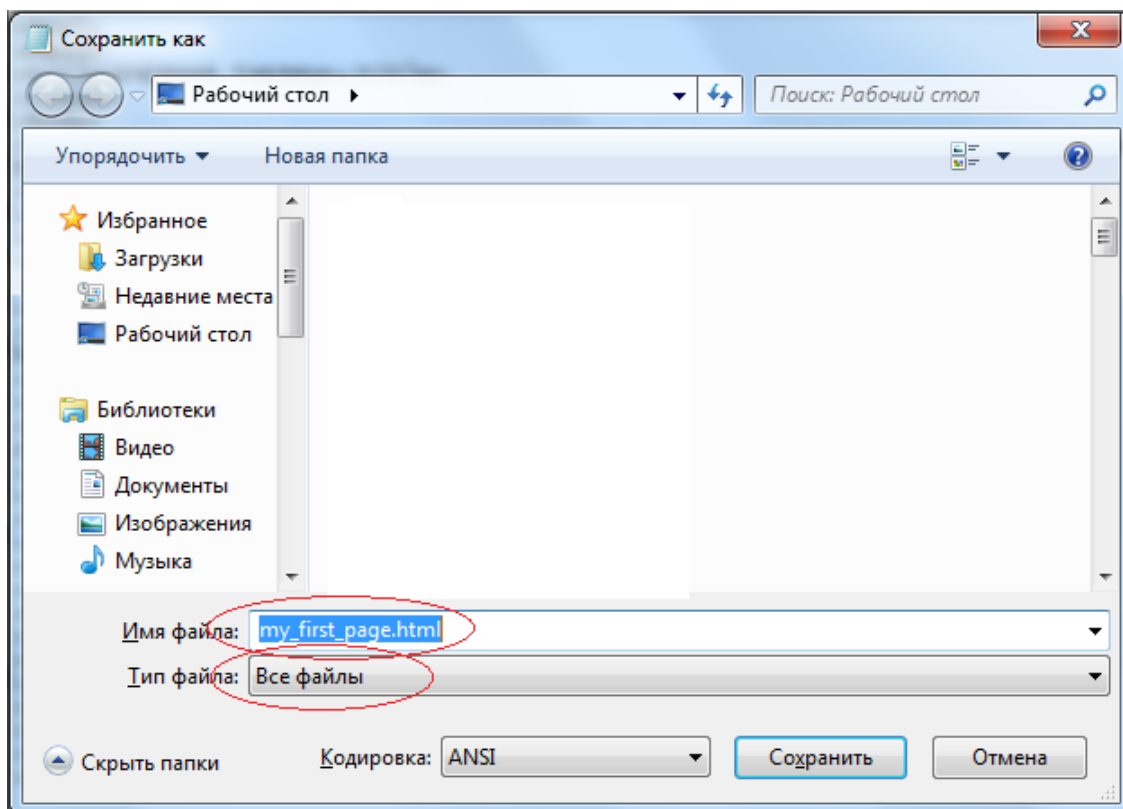 Сохранить как
Рабочий стол
Поиск: Рабочий стол
Упорядочить
Новая папка
Избранное
Загрузки
Недавние места
Рабочий стол
Библиотеки
Видео
Документы
Изображения
Музыка
Имя файла: my_first_page.html
Тип файла: Все файлы
Скрыть папки
Кодировка: ANSI
Сохранить
Отмена